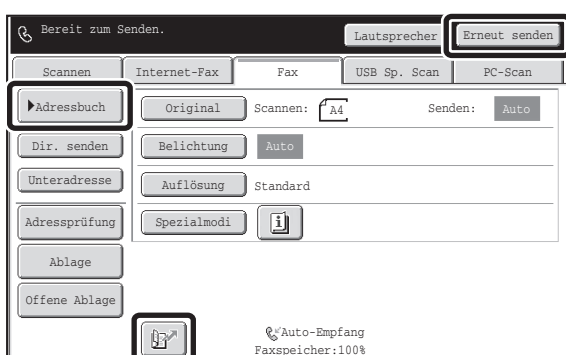 Bereit zum Senden.
Lautsprecher
Erneut senden
Scannen
Internet-Fax
Fax
USB Sp. Scan
PC-Scan
Adressbuch
Original
Scannen:
A4
Senden:
Auto
Dir. senden
Belichtung
Auto
Unteradresse
Auflösung
Standard
Adressprüfung
Spezialmodi
Ablage
Offene Ablage
Auto-Empfang
Faxspeicher:100%